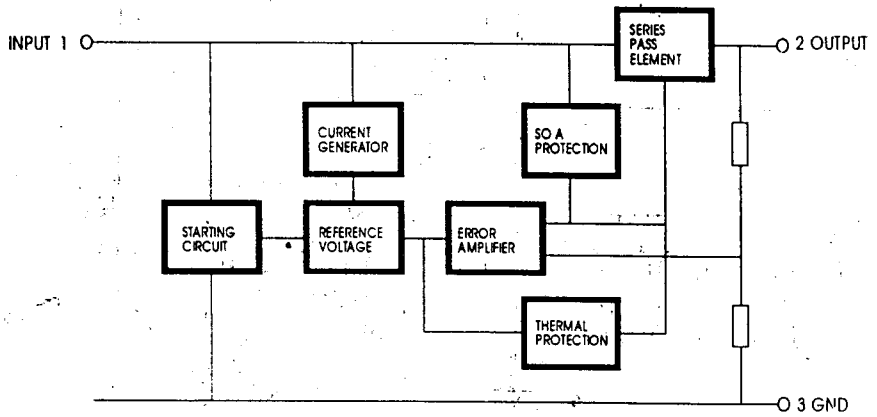 SERIES
PASS
ELEMENT
INPUT 1
2 OUTPUT
CURRENT
GENERATOR
SO A
PROTECTION
STARTING
CIRCUIT
REFERENCE
VOLTAGE
ERROR
AMPLIFIER
THERMAL
PROTECTION
3 GND